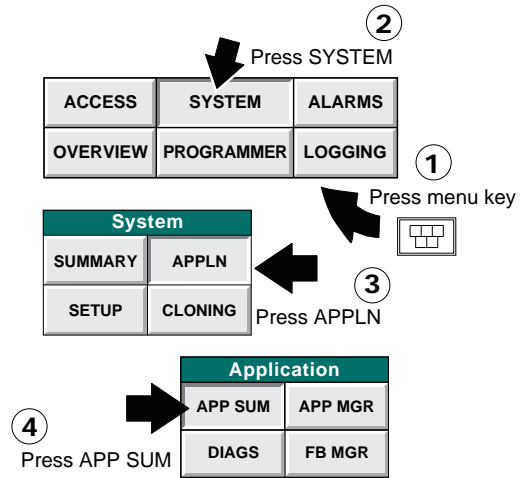 2
Press SYSTEM
ACCESS SYSTEM ALARMS
OVERVIEW PROGRAMMER LOGGING
1
Press menu key
System
SUMMARY APPLN
SETUP CLONING
3
Press APPLN
Application
APP SUM APP MGR
DIAGS FB MGR
4
Press APP SUM